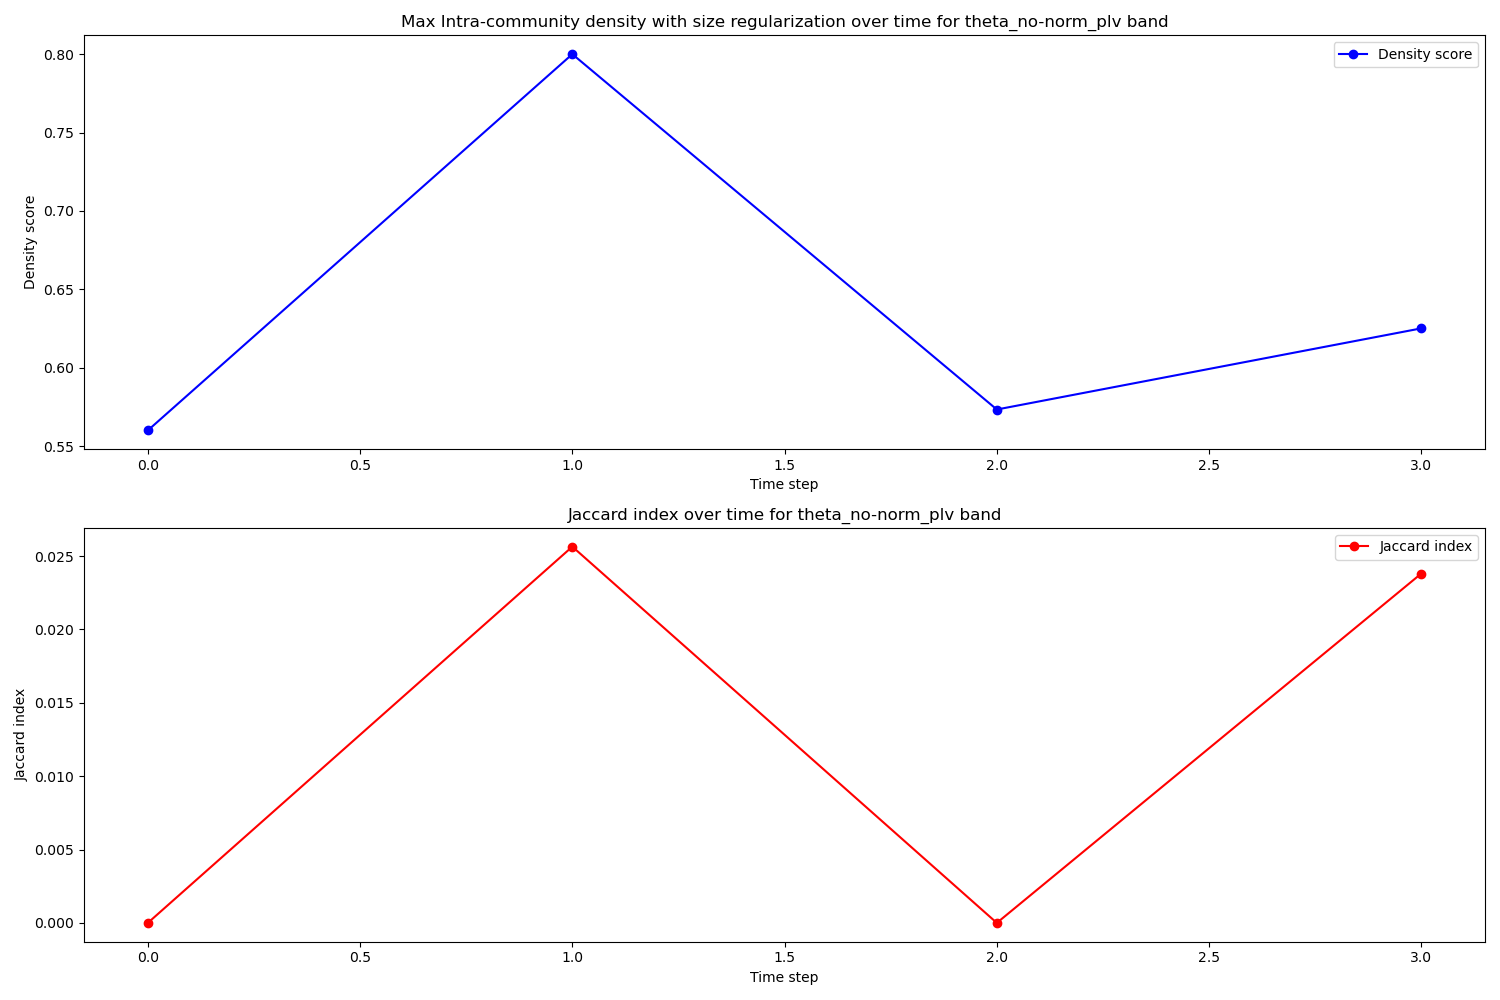 Max Intra-community density with size regularization over time for theta_no-norm_plv band
Density score
0.80
0.75
0.70
0.65
0.60
0.55
Density score
0.0 0.5 1.0 1.5 2.0 2.5 3.0
Time step
Jaccard index over time for theta_no-norm_plv band
Jaccard index
0.025
0.020
0.015
0.010
0.005
0.000
Jaccard index
0.0 0.5 1.0 1.5 2.0 2.5 3.0
Time step